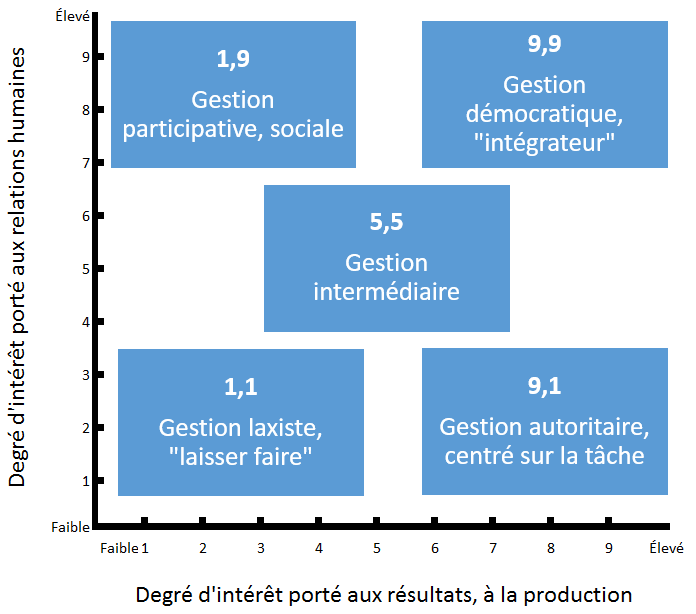 Degré d'intérêt porté aux relations humaines
Élevé
9
8
7
6
5
4
3
2
1
Faible
1,9
Gestion
participative, sociale
9,9
Gestion
démocratique,
"intégrateur"
5,5
Gestion
intermédiaire
1,1
Gestion laxiste,
"laisser faire"
9,1
Gestion autoritaire,
centré sur la tâche
Faible 1 2 3 4 5 6 7 8 9 Élevé
Degré d'intérêt porté aux résultats, à la production